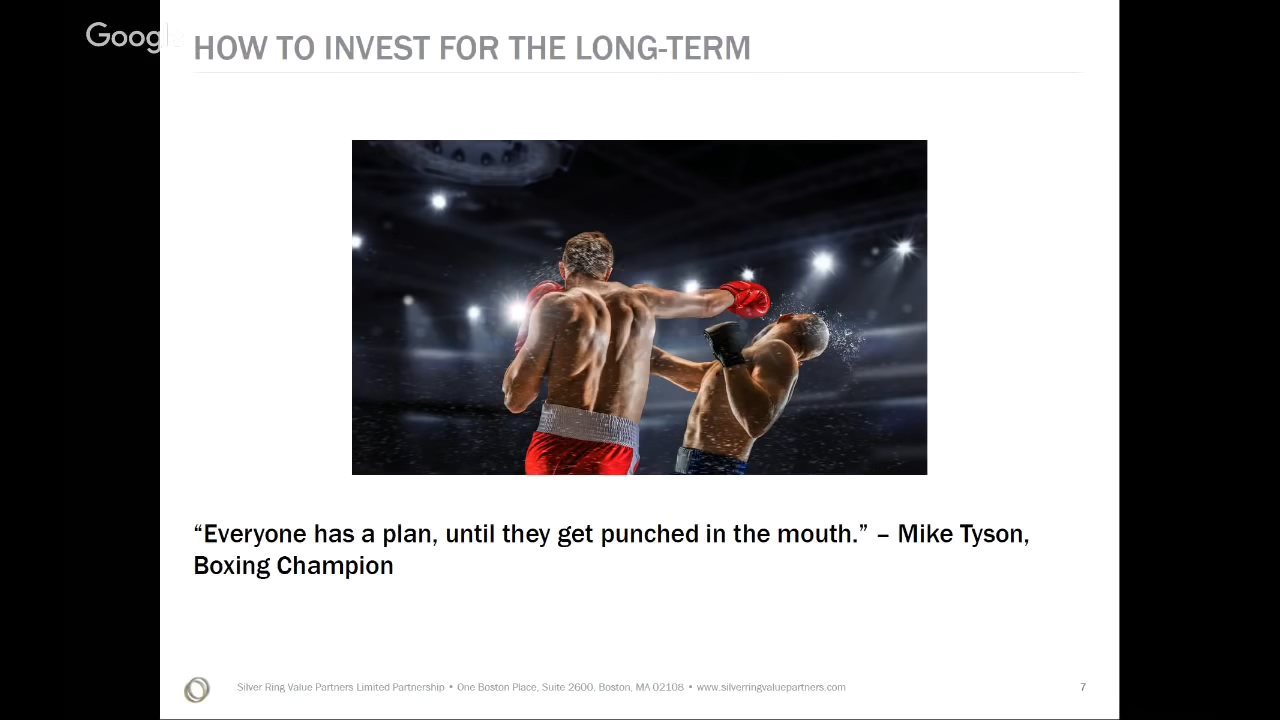 Google
HOW TO INVEST FOR THE LONG-TERM
“Everyone has a plan, until they get punched in the mouth.” – Mike Tyson,
Boxing Champion
Silver Ring Value Partners Limited Partnership • One Boston Place, Suite 2600, Boston, MA 02108 • www.silverringvaluepartners.com
7